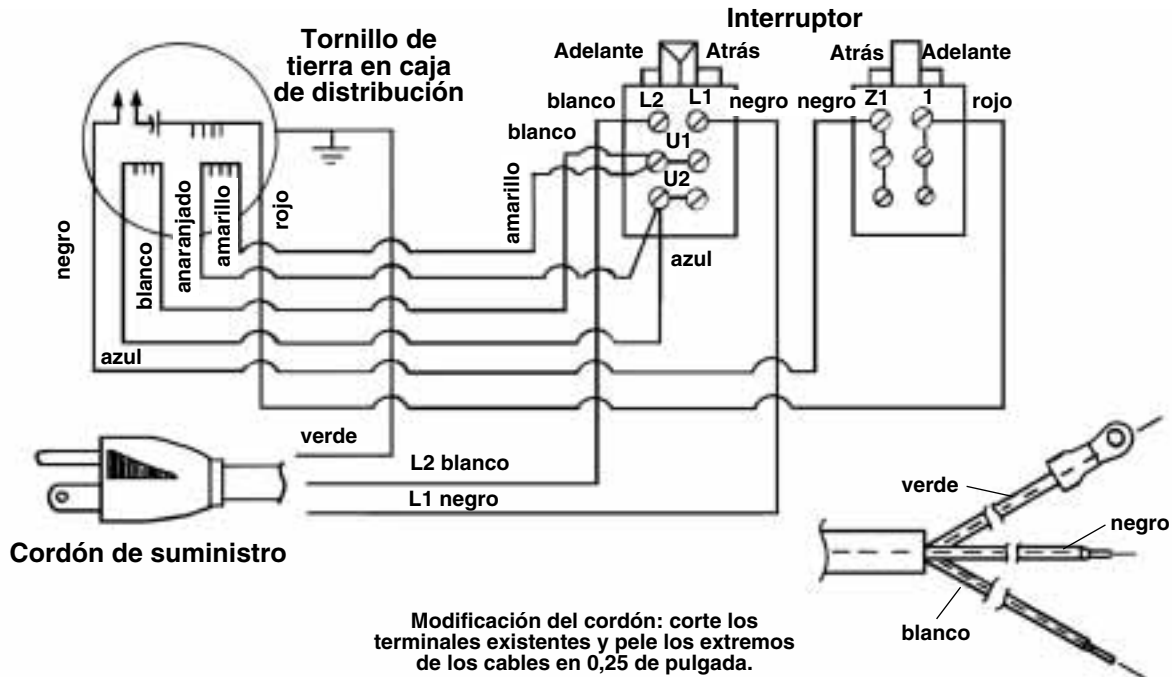 Interruptor
Tornillo de
tierra en caja
de distribución
Adelante
Atrás
Atrás
Adelante
blanco
L2
L1
negro
negro
Z1
1
rojo
blanco
U1
U2
amarillo
azul
negro
blanco
anaranjado
amarillo
rojo
azul
verde
L2 blanco
L1 negro
Cordón de suministro
verde
negro
blanco
Modificación del cordón: corte los
terminales existentes y pele los extremos
de los cables en 0,25 de pulgada.